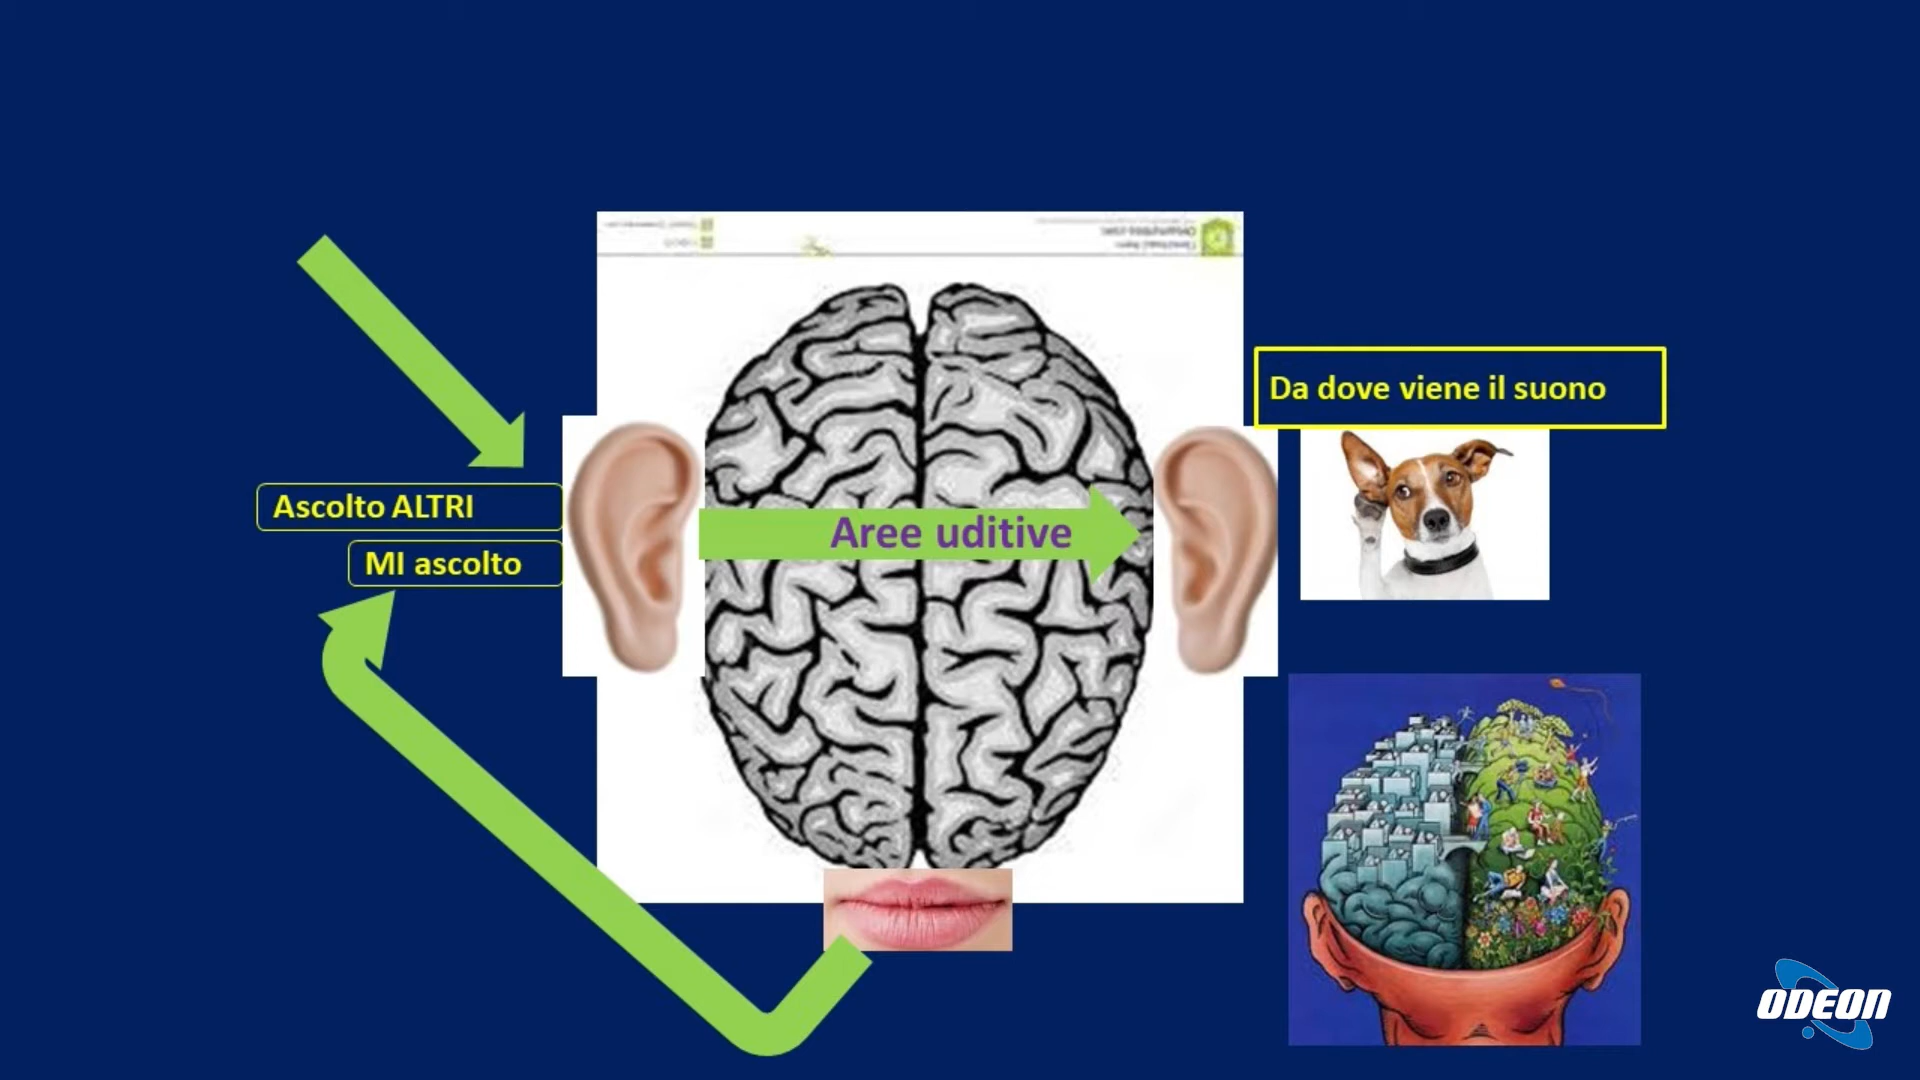 Da dove viene il suono
Ascolto ALTRI
Aree uditive
MI ascolto
ODEON